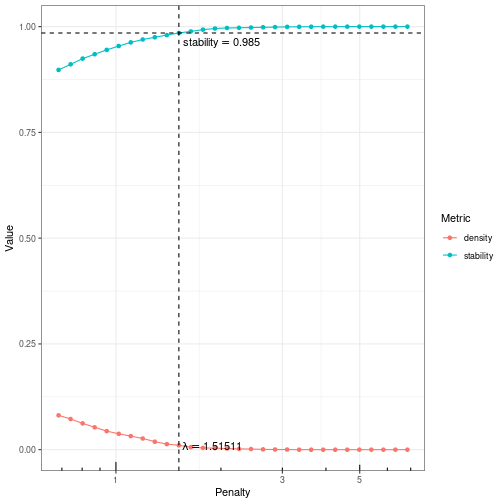 1.00
0.75
0.50
0.25
0.00
Value
stability = 0.985
λ = 1.51511
1
3
5
Penalty
Metric
density
stability